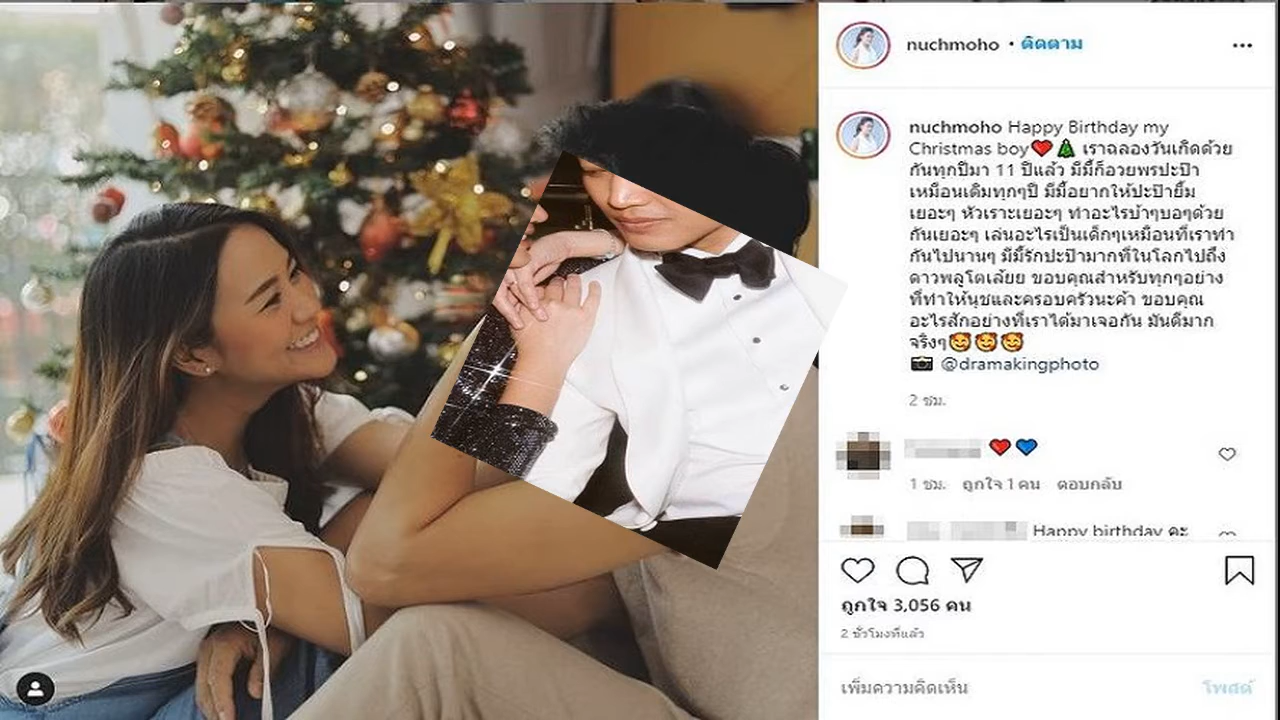 nuchmoho • ติดตาม
nuchmoho Happy Birthday my
Christmas boy❤️🎄 เราฉลองวันเกิดด้วย
กันทุกปีมา 11 ปีแล้ว มีมี้ก็อวยพรปะป๊า
เหมือนเดิมทุกๆปี มีมี้อยากให้ปะป๊ายิ้ม
เยอะๆ หัวเราะเยอะๆ ทำอะไรบ้าๆบอๆด้วย
กันเยอะๆ เล่นอะไรเป็นเด็กๆเหมือนที่เราทำ
กันไปนานๆ มีมี้รักปะป๊ามากที่ในโลกไปถึง
ดาวพลูโตเล้ยย ขอบคุณสำหรับทุกๆอย่าง
ที่ทำให้นุชและครอบครัวนะค้า ขอบคุณ
อะไรสักอย่างที่เราได้มาเจอกัน มันดีมาก
จริงๆ🥰🥰🥰
📸 @dramakingphoto
2 ชม.
❤️💙
1 ชม. ถูกใจ 1 คน ตอบกลับ
Happy birthday คะ
ถูกใจ 3,056 คน
2 ชั่วโมงที่แล้ว
เพิ่มความคิดเห็น โพสต์